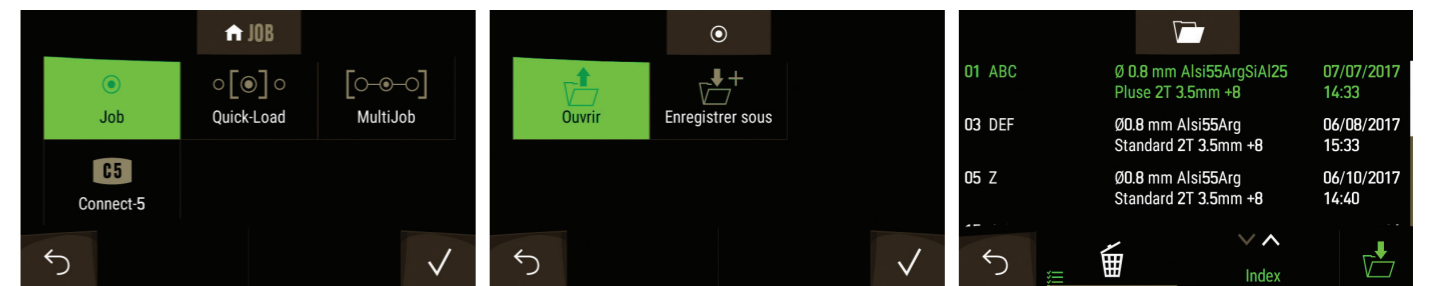 JOB
Job
Quick-Load
MultiJob
C5
Connect-5
Ouvrir
Enregistrer sous
01 ABC Ø 0.8 mm Alsi55ArgSiAl25 07/07/2017
Pluse 2T 3.5mm +8 14:33
03 DEF Ø0.8 mm Alsi55Arg 06/08/2017
Standard 2T 3.5mm +8 15:33
05 Z Ø0.8 mm Alsi55Arg 06/10/2017
Standard 2T 3.5mm +8 14:40
Index